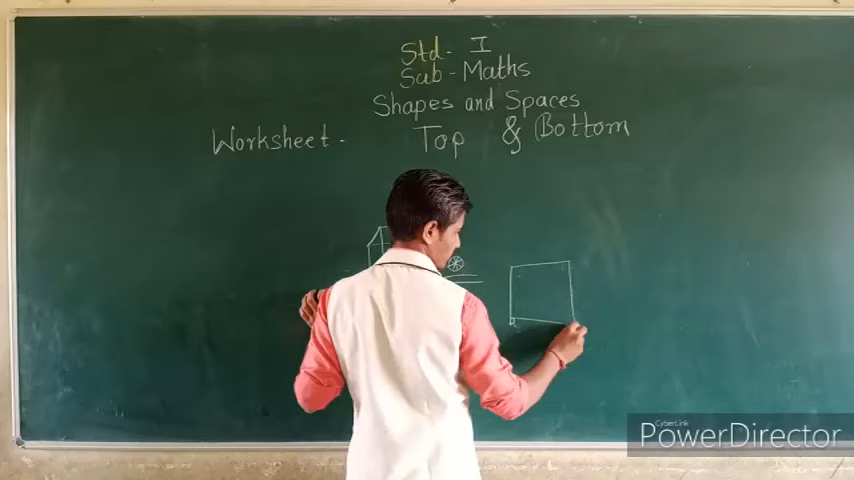 Std - I
Sub - Maths
Shapes and Spaces
Worksheet - Top & Bottom
CyberLink
PowerDirector